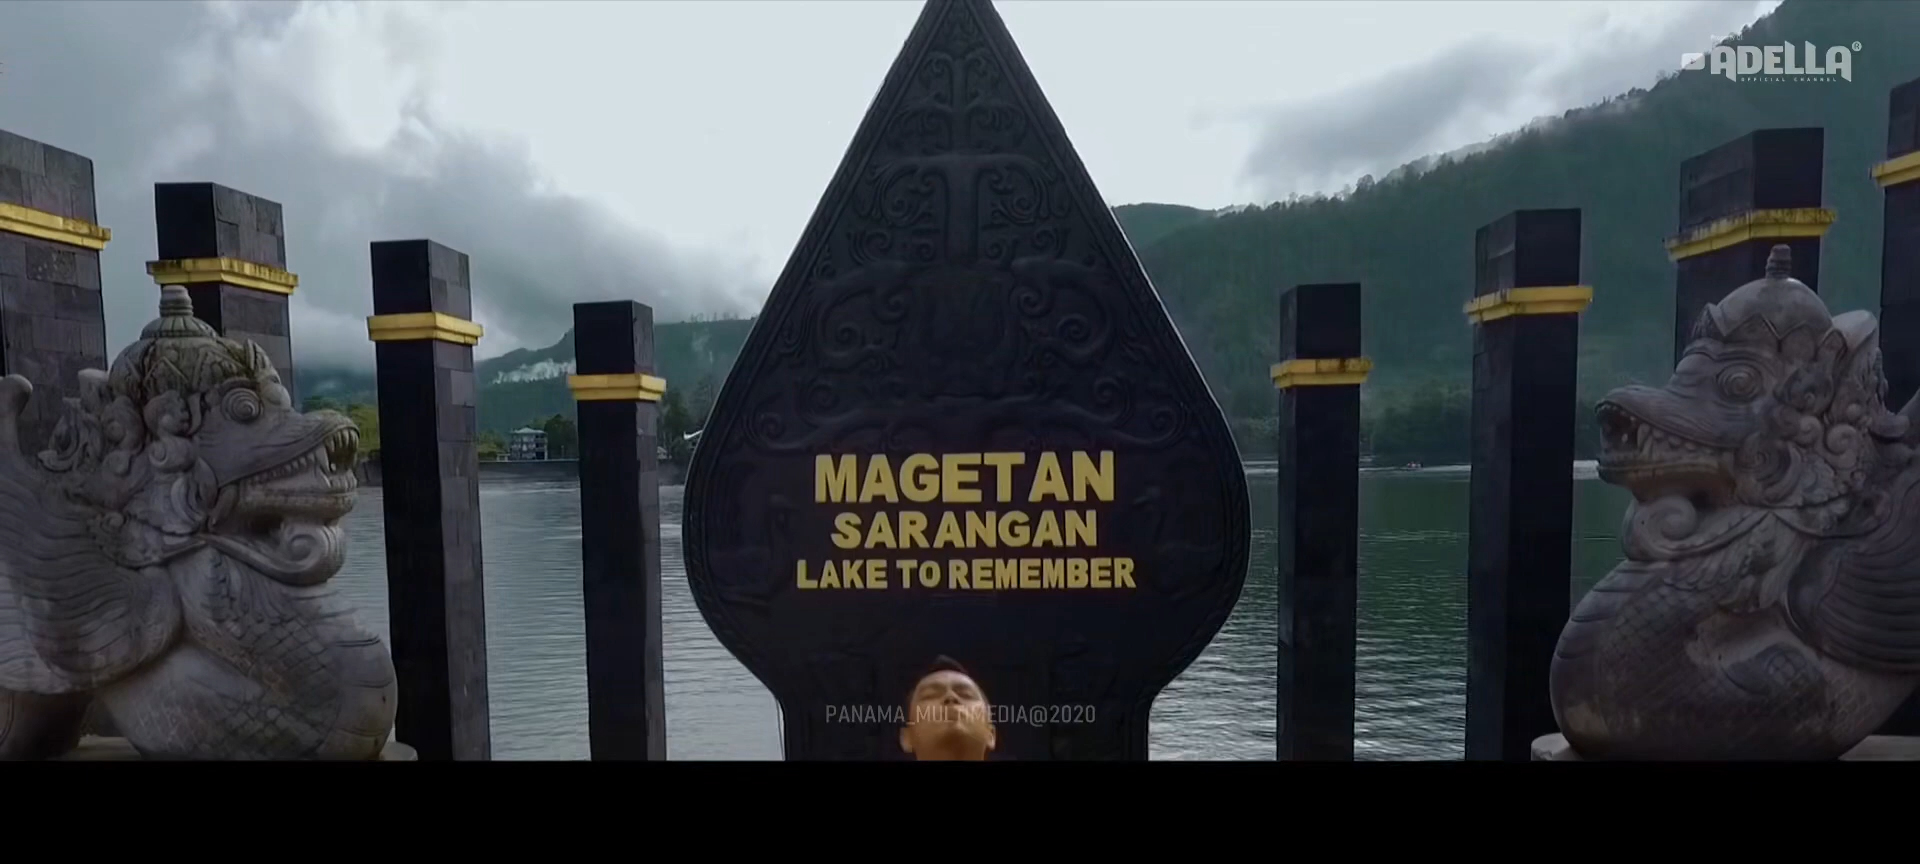 ADELLA®
OFFICIAL CHANNEL
MAGETAN
SARANGAN
LAKE TO REMEMBER
PANAMA_MULTIMEDIA@2020